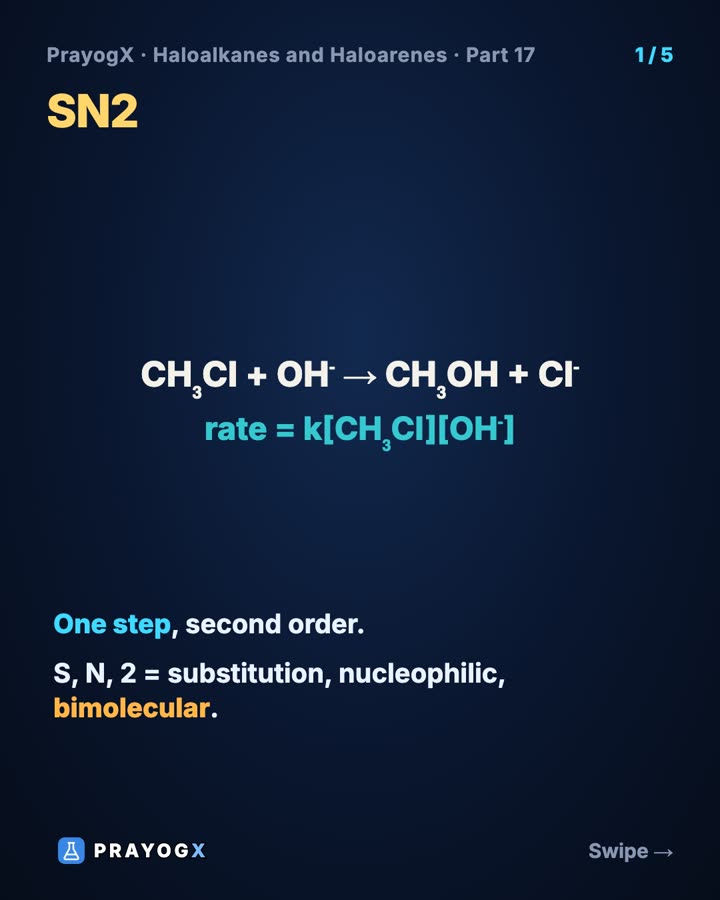 PrayogX · Haloalkanes and Haloarenes · Part 17
1 / 5
SN2
CH₃Cl + OH⁻ → CH₃OH + Cl⁻
rate = k[CH₃Cl][OH⁻]
One step, second order.
S, N, 2 = substitution, nucleophilic,
bimolecular.
PRAYOGX
Swipe →